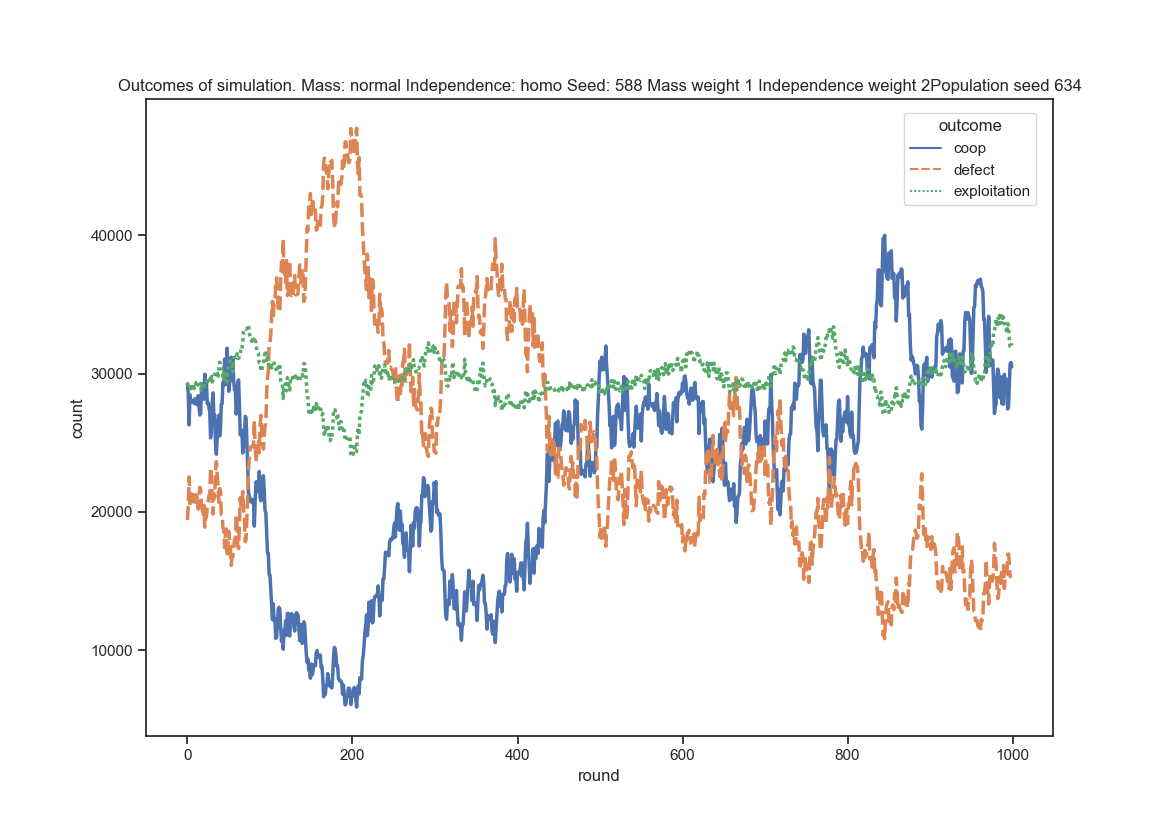 Outcomes of simulation. Mass: normal Independence: homo Seed: 588 Mass weight 1 Independence weight 2Population seed 634
outcome
coop
defect
exploitation
count
40000
30000
20000
10000
0
200
400
600
800
1000
round